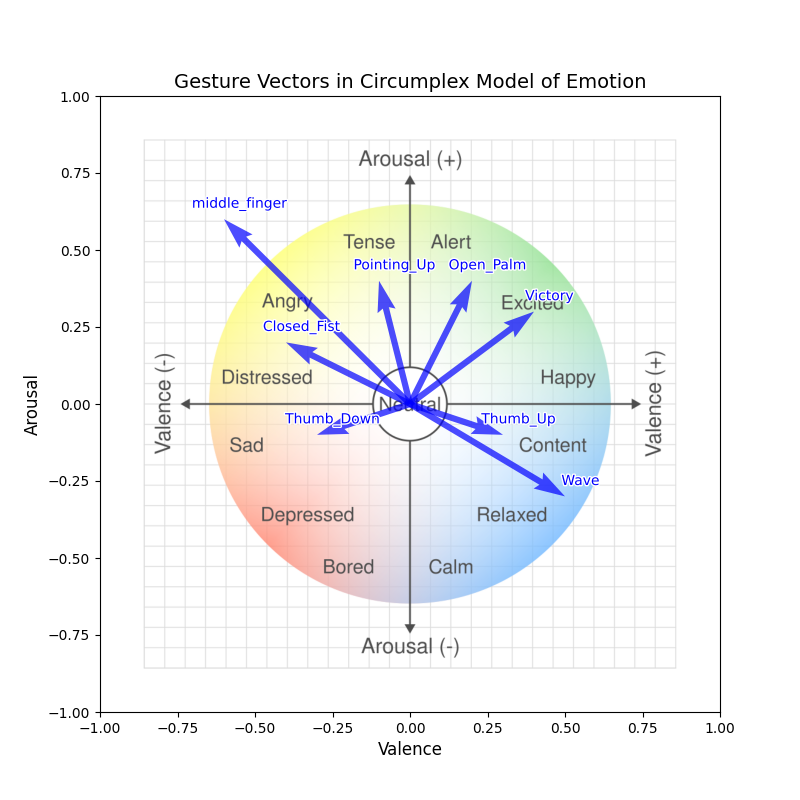 Gesture Vectors in Circumplex Model of Emotion
1.00
0.75
0.50
0.25
0.00
−0.25
−0.50
−0.75
−1.00
Arousal
Arousal (+)
middle_finger
Tense
Alert
Pointing_Up
Open_Palm
Angry
Excited
Victory
Closed_Fist
Distressed
Happy
Valence (-)
Neutral
Valence (+)
Thumb_Down
Thumb_Up
Sad
Content
Wave
Depressed
Relaxed
Bored
Calm
Arousal (-)
−1.00 −0.75 −0.50 −0.25 0.00 0.25 0.50 0.75 1.00
Valence